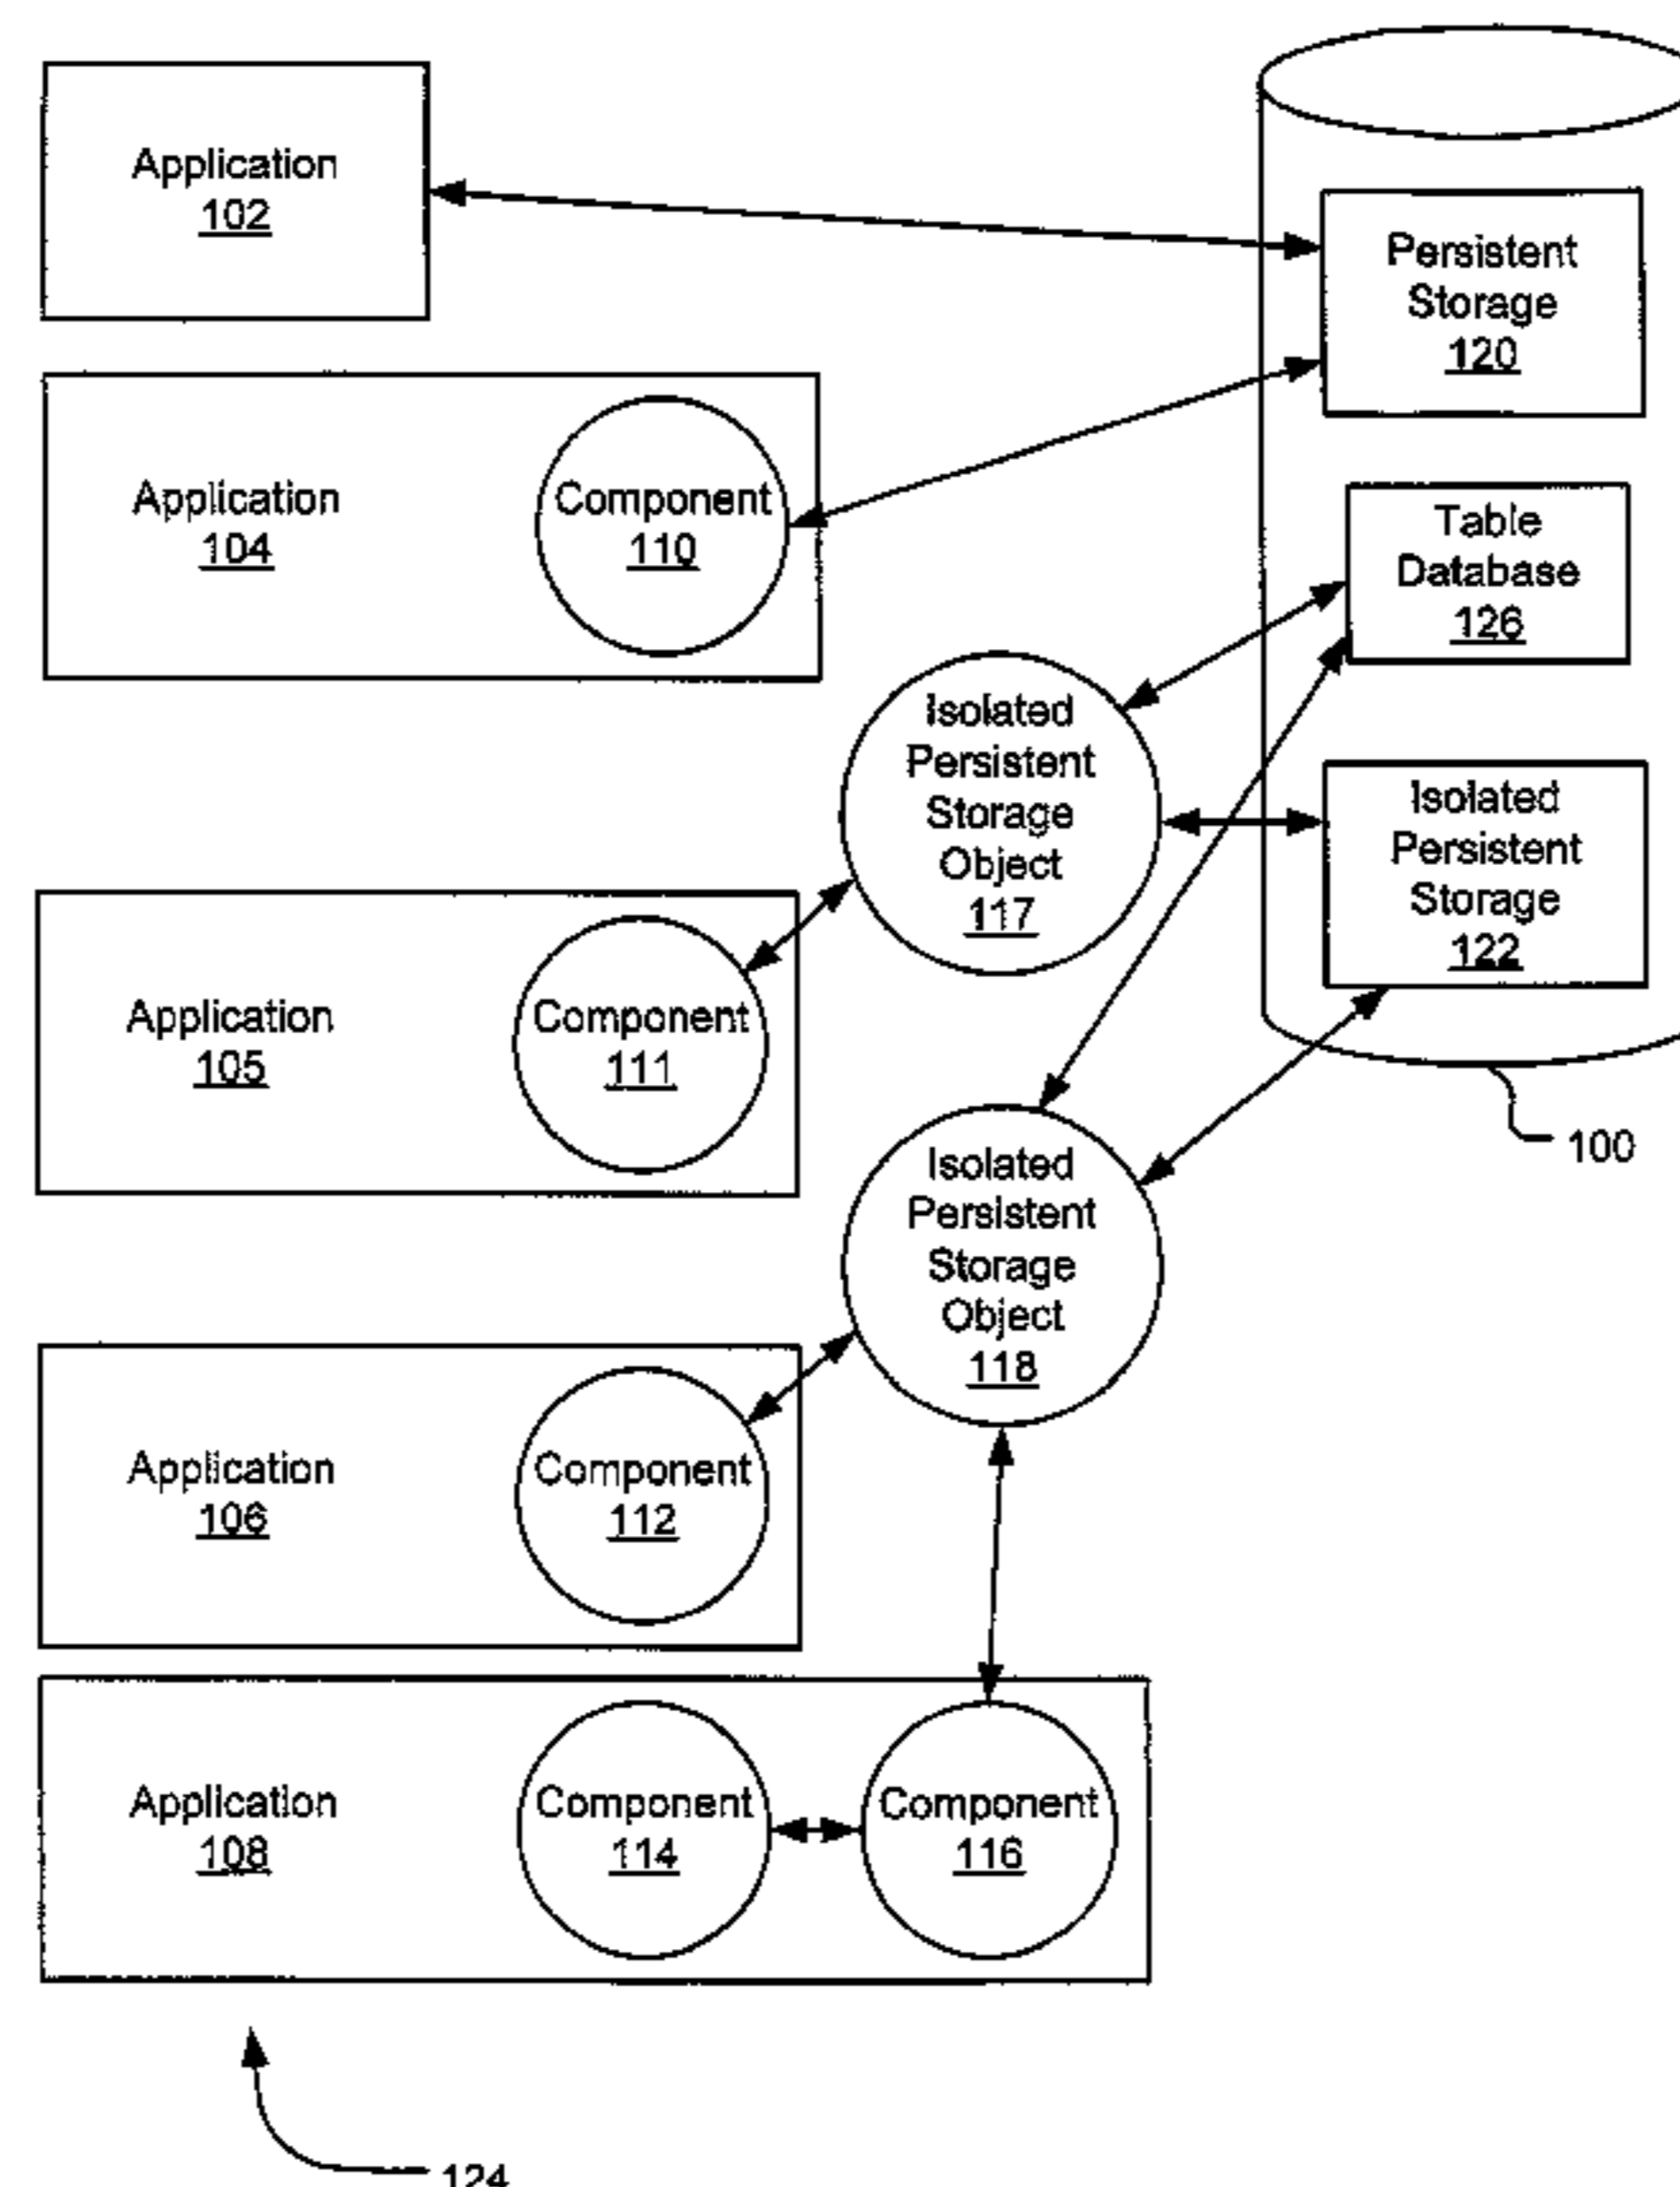 Application
102
Persistent
Storage
120
Application
104
Component
110
Table
Database
126
Isolated
Persistent
Storage
Object
117
Isolated
Persistent
Storage
122
Application
105
Component
111
100
Isolated
Persistent
Storage
Object
118
Application
106
Component
112
Application
108
Component
114
Component
116
124